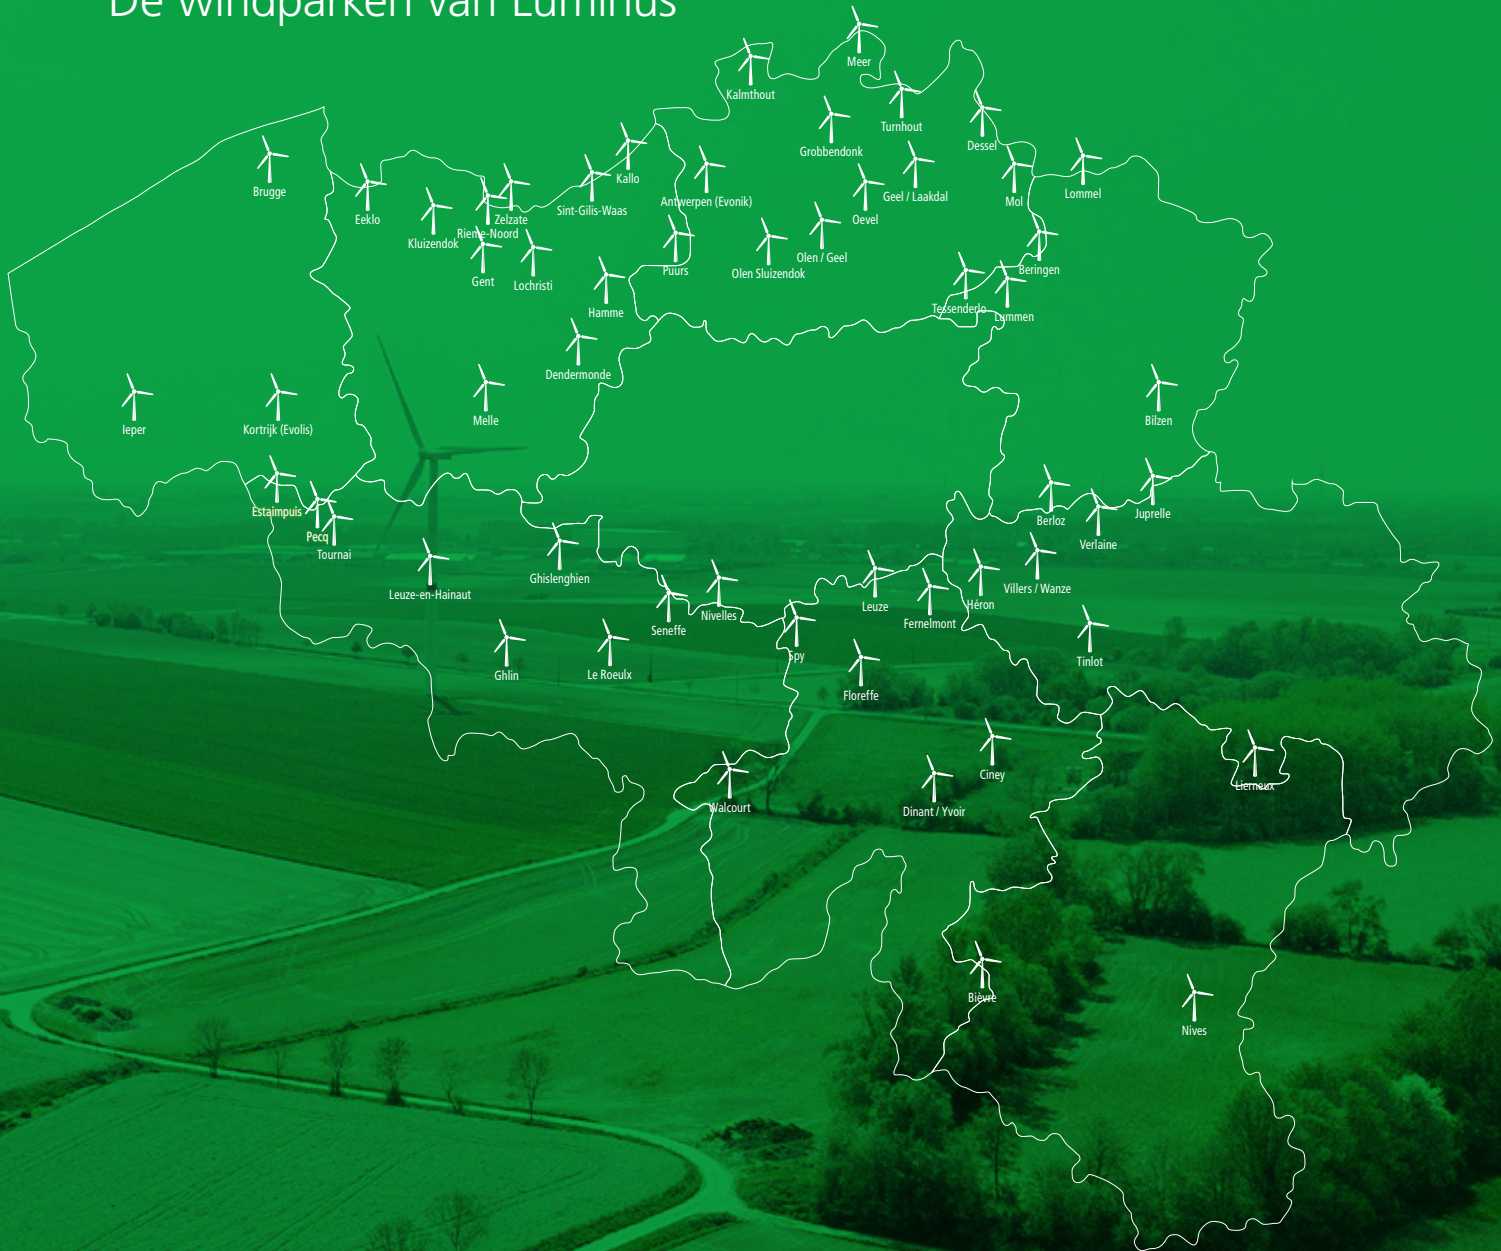 De windparken van Luminus
Meer
Kalmthout
Turnhout
Grobbendonk
Dessel
Kallo
Brugge
Lommel
Geel / Laakdal
Mol
Antwerpen (Evonik)
Sint-Gilis-Waas
Eeklo
Zelzate
Oevel
Rieme-Noord
Kluizendok
Olen / Geel
Puurs
Olen Sluizendok
Beringen
Gent
Lochristi
Tessenderlo
Hamme
Lummen
Dendermonde
Melle
Bilzen
Ieper
Kortrijk (Evolis)
Estaimpuis
Juprelle
Berloz
Pecq
Verlaine
Tournai
Ghislenghien
Villers / Wanze
Leuze-en-Hainaut
Héron
Leuze
Nivelles
Fernelmont
Seneffe
Spy
Tinlot
Ghlin
Le Roeulx
Floreffe
Ciney
Lierneux
Walcourt
Dinant / Yvoir
Bièvre
Nives